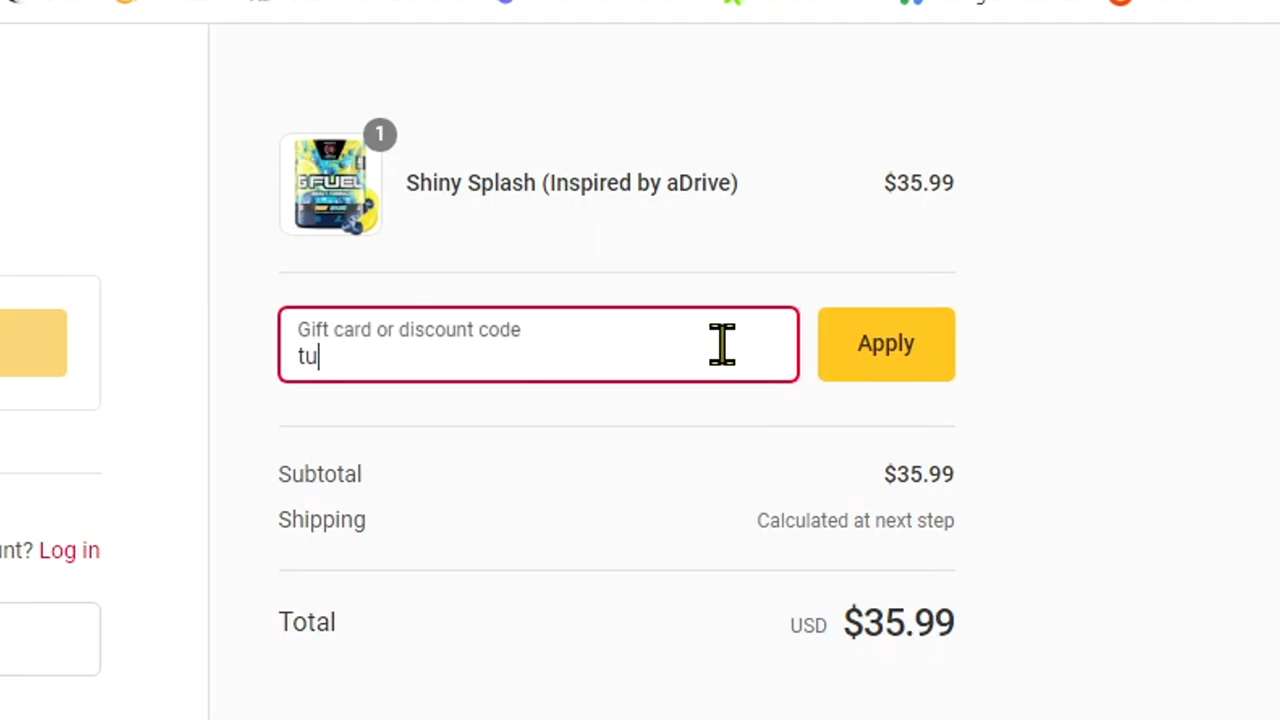 1
GFUEL
Shiny Splash (Inspired by aDrive)
$35.99
Gift card or discount code
tu
Apply
Subtotal
$35.99
Shipping
Calculated at next step
unt? Log in
Total
USD $35.99